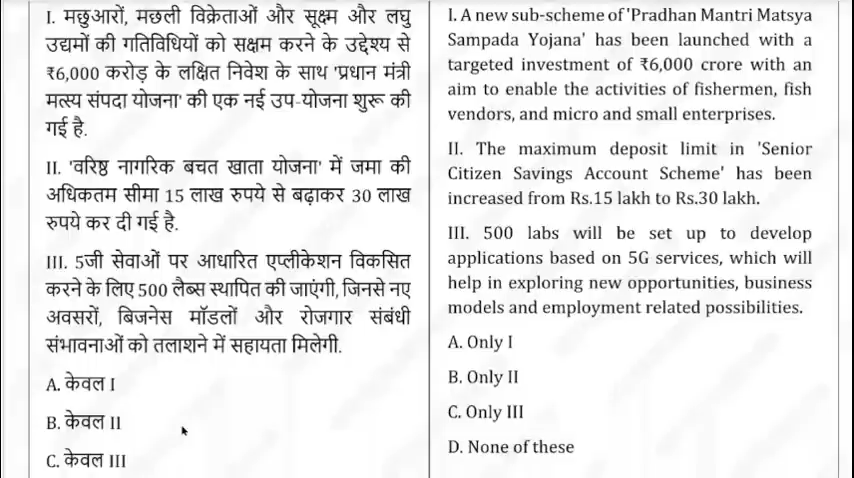 I. मछुआरों, मछली विक्रेताओं और सूक्ष्म और लघु
उद्यमों की गतिविधियों को सक्षम करने के उद्देश्य से
₹6,000 करोड़ के लक्षित निवेश के साथ 'प्रधान मंत्री
मत्स्य संपदा योजना' की एक नई उप-योजना शुरू की
गई है.
II. 'वरिष्ठ नागरिक बचत खाता योजना' में जमा की
अधिकतम सीमा 15 लाख रुपये से बढ़ाकर 30 लाख
रुपये कर दी गई है.
III. 5जी सेवाओं पर आधारित एप्लीकेशन विकसित
करने के लिए 500 लैब्स स्थापित की जाएंगी, जिनसे नए
अवसरों, बिजनेस मॉडलों और रोजगार संबंधी
संभावनाओं को तलाशने में सहायता मिलेगी.
A. केवल I
B. केवल II
C. केवल III
I. A new sub-scheme of 'Pradhan Mantri Matsya
Sampada Yojana' has been launched with a
targeted investment of ₹6,000 crore with an
aim to enable the activities of fishermen, fish
vendors, and micro and small enterprises.
II. The maximum deposit limit in 'Senior
Citizen Savings Account Scheme' has been
increased from Rs.15 lakh to Rs.30 lakh.
III. 500 labs will be set up to develop
applications based on 5G services, which will
help in exploring new opportunities, business
models and employment related possibilities.
A. Only I
B. Only II
C. Only III
D. None of these